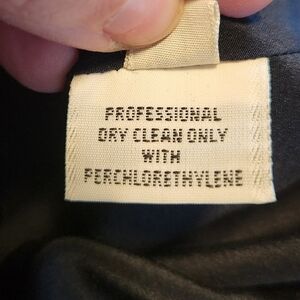 PROFESSIONAL
DRY CLEAN ONLY
WITH
PERCHLORETHYLENE